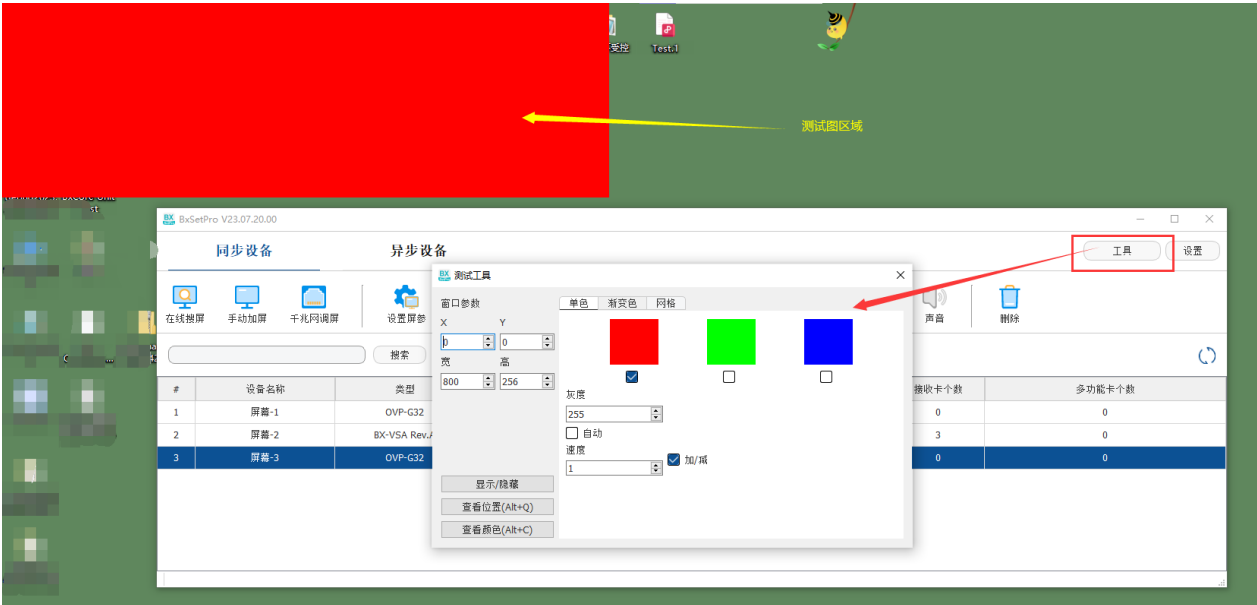 受控
Test.1
测试图区域
st
BX BxSetPro V23.07.20.00
同步设备
异步设备
工具
设置
在线搜屏
手动加屏
千兆网调屏
设置屏参
声音
删除
搜索
#
设备名称
类型
接收卡个数
多功能卡个数
1
屏幕-1
OVP-G32
0
0
2
屏幕-2
BX-VSA Rev.
3
0
3
屏幕-3
OVP-G32
0
0
BX 测试工具
窗口参数
X
Y
0
0
宽
高
800
256
显示/隐藏
查看位置(Alt+Q)
查看颜色(Alt+C)
单色
渐变色
网格
灰度
255
自动
速度
1
加/减